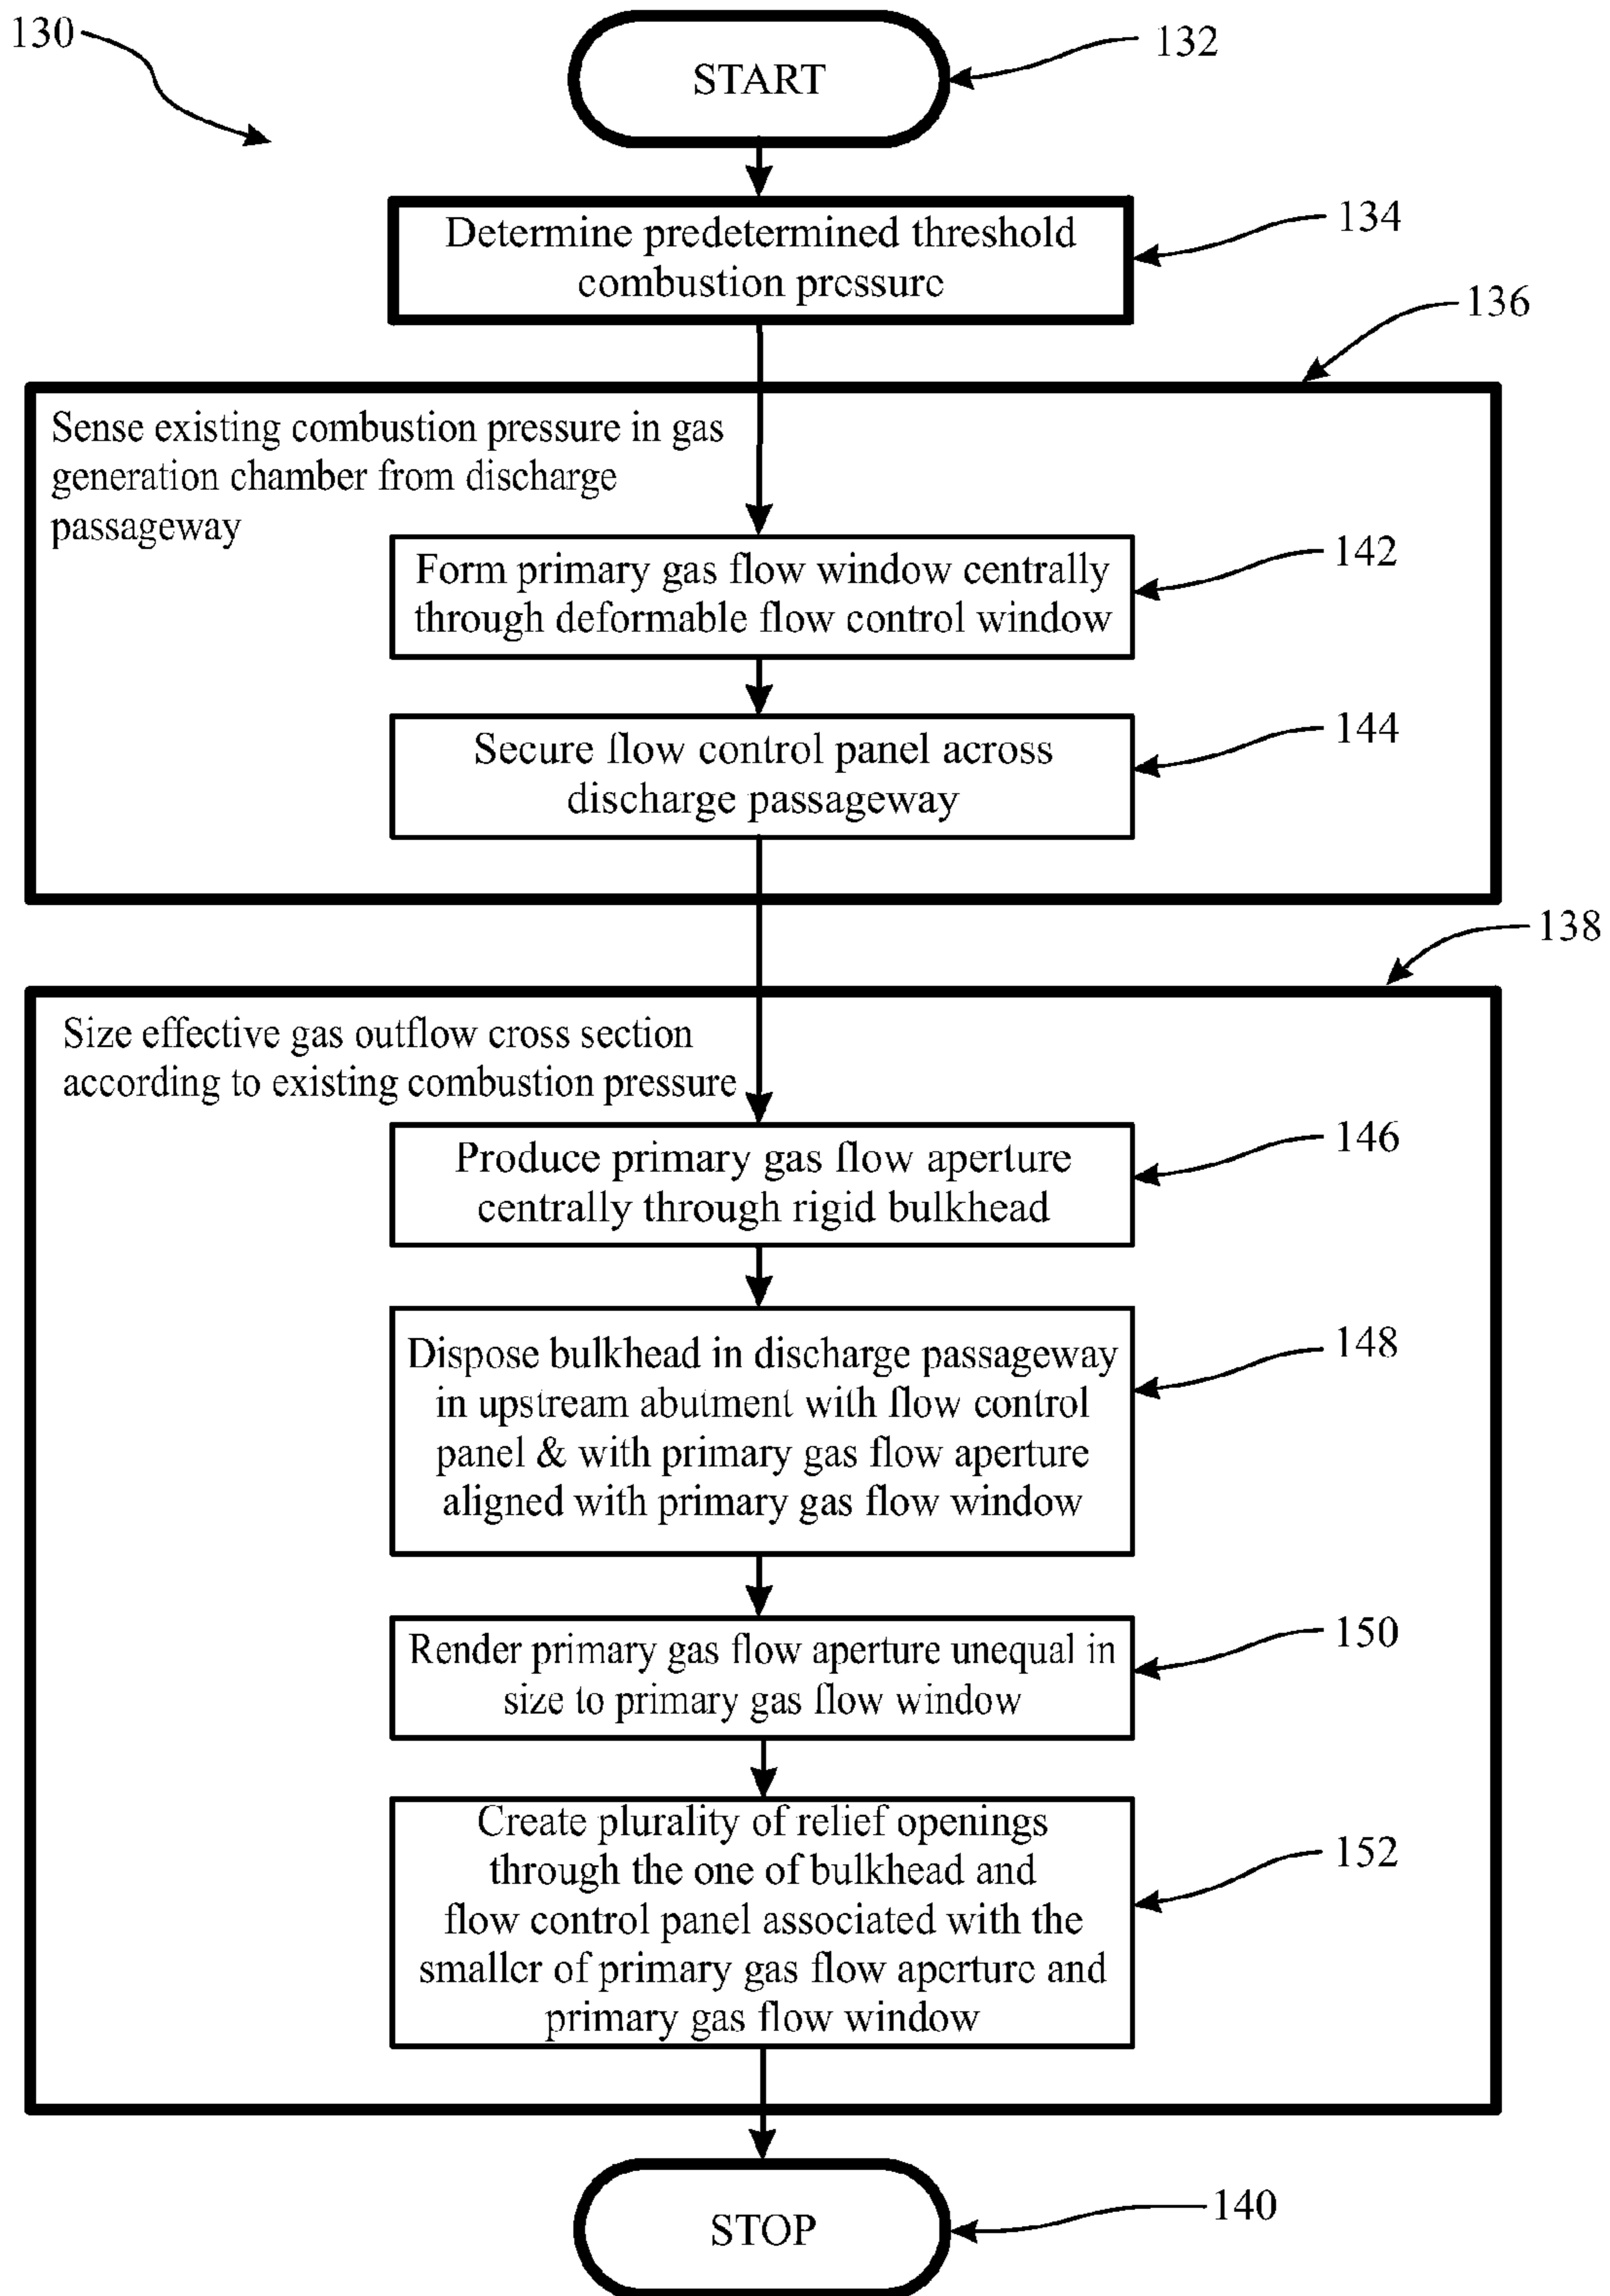 130
132
START
134
Determine predetermined threshold
combustion pressure
136
Sense existing combustion pressure in gas
generation chamber from discharge
passageway
142
Form primary gas flow window centrally
through deformable flow control window
144
Secure flow control panel across
discharge passageway
138
Size effective gas outflow cross section
according to existing combustion pressure
146
Produce primary gas flow aperture
centrally through rigid bulkhead
148
Dispose bulkhead in discharge passageway
in upstream abutment with flow control
panel & with primary gas flow aperture
aligned with primary gas flow window
150
Render primary gas flow aperture unequal in
size to primary gas flow window
152
Create plurality of relief openings
through the one of bulkhead and
flow control panel associated with the
smaller of primary gas flow aperture and
primary gas flow window
140
STOP